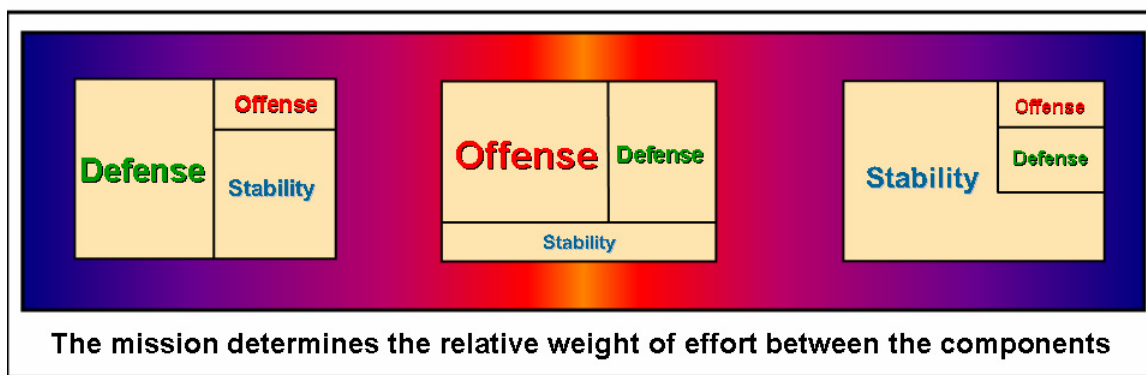 Offense
Defense
Stability
Offense
Defense
Stability
Offense
Defense
Stability
The mission determines the relative weight of effort between the components